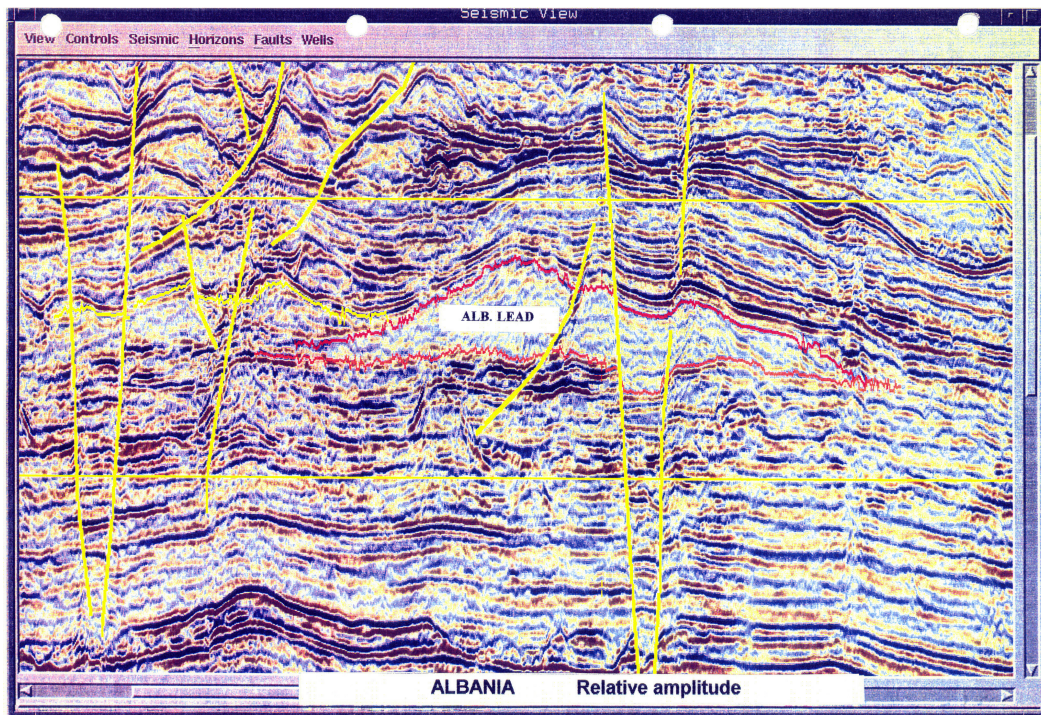 Seismic View
View Controls Seismic Horizons Faults Wells
ALB. LEAD
ALBANIA Relative amplitude